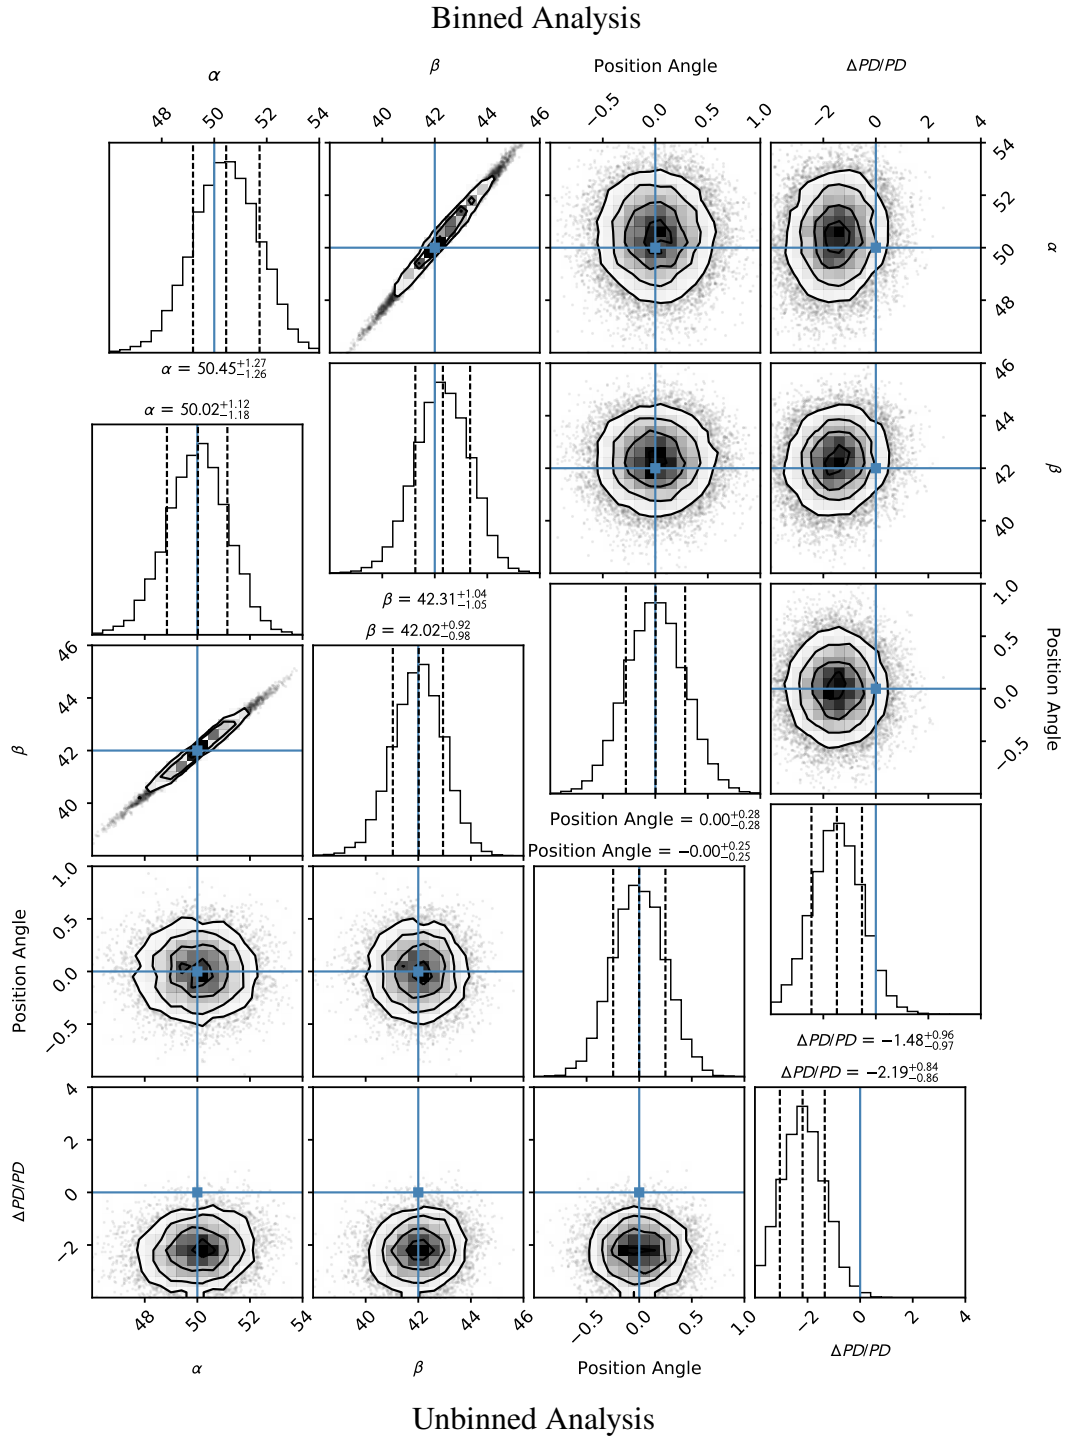 Binned Analysis
α β Position Angle ΔPD/PD
48 50 52 54 40 42 44 46 −0.5 0.0 0.5 1.0 −2 0 2 4
54
52
50
48
α
α = 50.45 +1.27 −1.26
46
44
42
40
β
α = 50.02 +1.12 −1.18
β = 42.31 +1.04 −1.05
β = 42.02 +0.92 −0.98
1.0
0.5
0.0
−0.5
Position Angle
46
44
42
40
β
Position Angle = 0.00 +0.28 −0.28
Position Angle = −0.00 +0.25 −0.25
1.0
0.5
0.0
−0.5
Position Angle
ΔPD/PD = −1.48 +0.96 −0.97
ΔPD/PD = −2.19 +0.84 −0.86
4
2
0
−2
ΔPD/PD
48 50 52 54 40 42 44 46 −0.5 0.0 0.5 1.0 −2 0 2 4
α β Position Angle ΔPD/PD
Unbinned Analysis